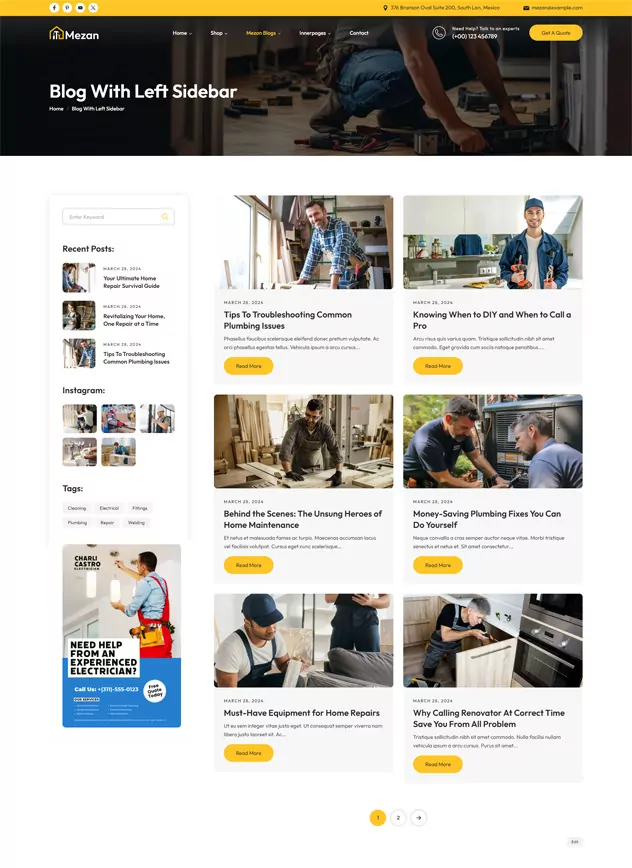 376 Branson Oval Suite 200, South Lan, Mexico
mezan@example.com
Mezan
Home
Shop
Mezan Blogs
Innerpages
Contact
Need Help? Talk to an experts
(+00) 123 456789
Get A Quote
Blog With Left Sidebar
Home / Blog With Left Sidebar
Enter Keyword
Recent Posts:
MARCH 28, 2024
Your Ultimate Home
Repair Survival Guide
MARCH 28, 2024
Revitalizing Your Home,
One Repair at a Time
MARCH 28, 2024
Tips To Troubleshooting
Common Plumbing Issues
Instagram:
Tags:
Cleaning
Electrical
Fittings
Plumbing
Repair
Welding
CHARLI
CASTRO
ELECTRICIAN
NEED HELP
FROM AN
EXPERIENCED
ELECTRICIAN?
Call Us: +(311)-555-0123
Free
Quote
Today
OUR SERVICES
MARCH 28, 2024
Tips To Troubleshooting Common
Plumbing Issues
Phasellus faucibus scelerisque eleifend donec pretium vulputate. Ac
orci phasellus egestas tellus. Vehicula ipsum a arcu cursus...
Read More
MARCH 28, 2024
Knowing When to DIY and When to Call a
Pro
Arcu risus quis varius quam. Tristique sollicitudin nibh sit amet
commodo. Eget gravida cum sociis natoque penatibus....
Read More
MARCH 28, 2024
Behind the Scenes: The Unsung Heroes of
Home Maintenance
Et netus et malesuada fames ac turpis. Maecenas accumsan lacus
vel facilisis volutpat. Cursus eget nunc scelerisque...
Read More
MARCH 28, 2024
Money-Saving Plumbing Fixes You Can
Do Yourself
Neque convallis a cras semper auctor neque vitae. Morbi tristique
senectus et netus et. Sit amet consectetur...
Read More
MARCH 28, 2024
Must-Have Equipment for Home Repairs
Ut eu sem integer vitae justo eget. Ut consequat semper viverra nam
libero justo laoreet sit. Ac...
Read More
MARCH 28, 2024
Why Calling Renovator At Correct Time
Save You From All Problem
Tristique sollicitudin nibh sit amet commodo. Nulla facilisi nullam
vehicula ipsum a arcu cursus. Purus sit amet...
Read More
1
2
Edit